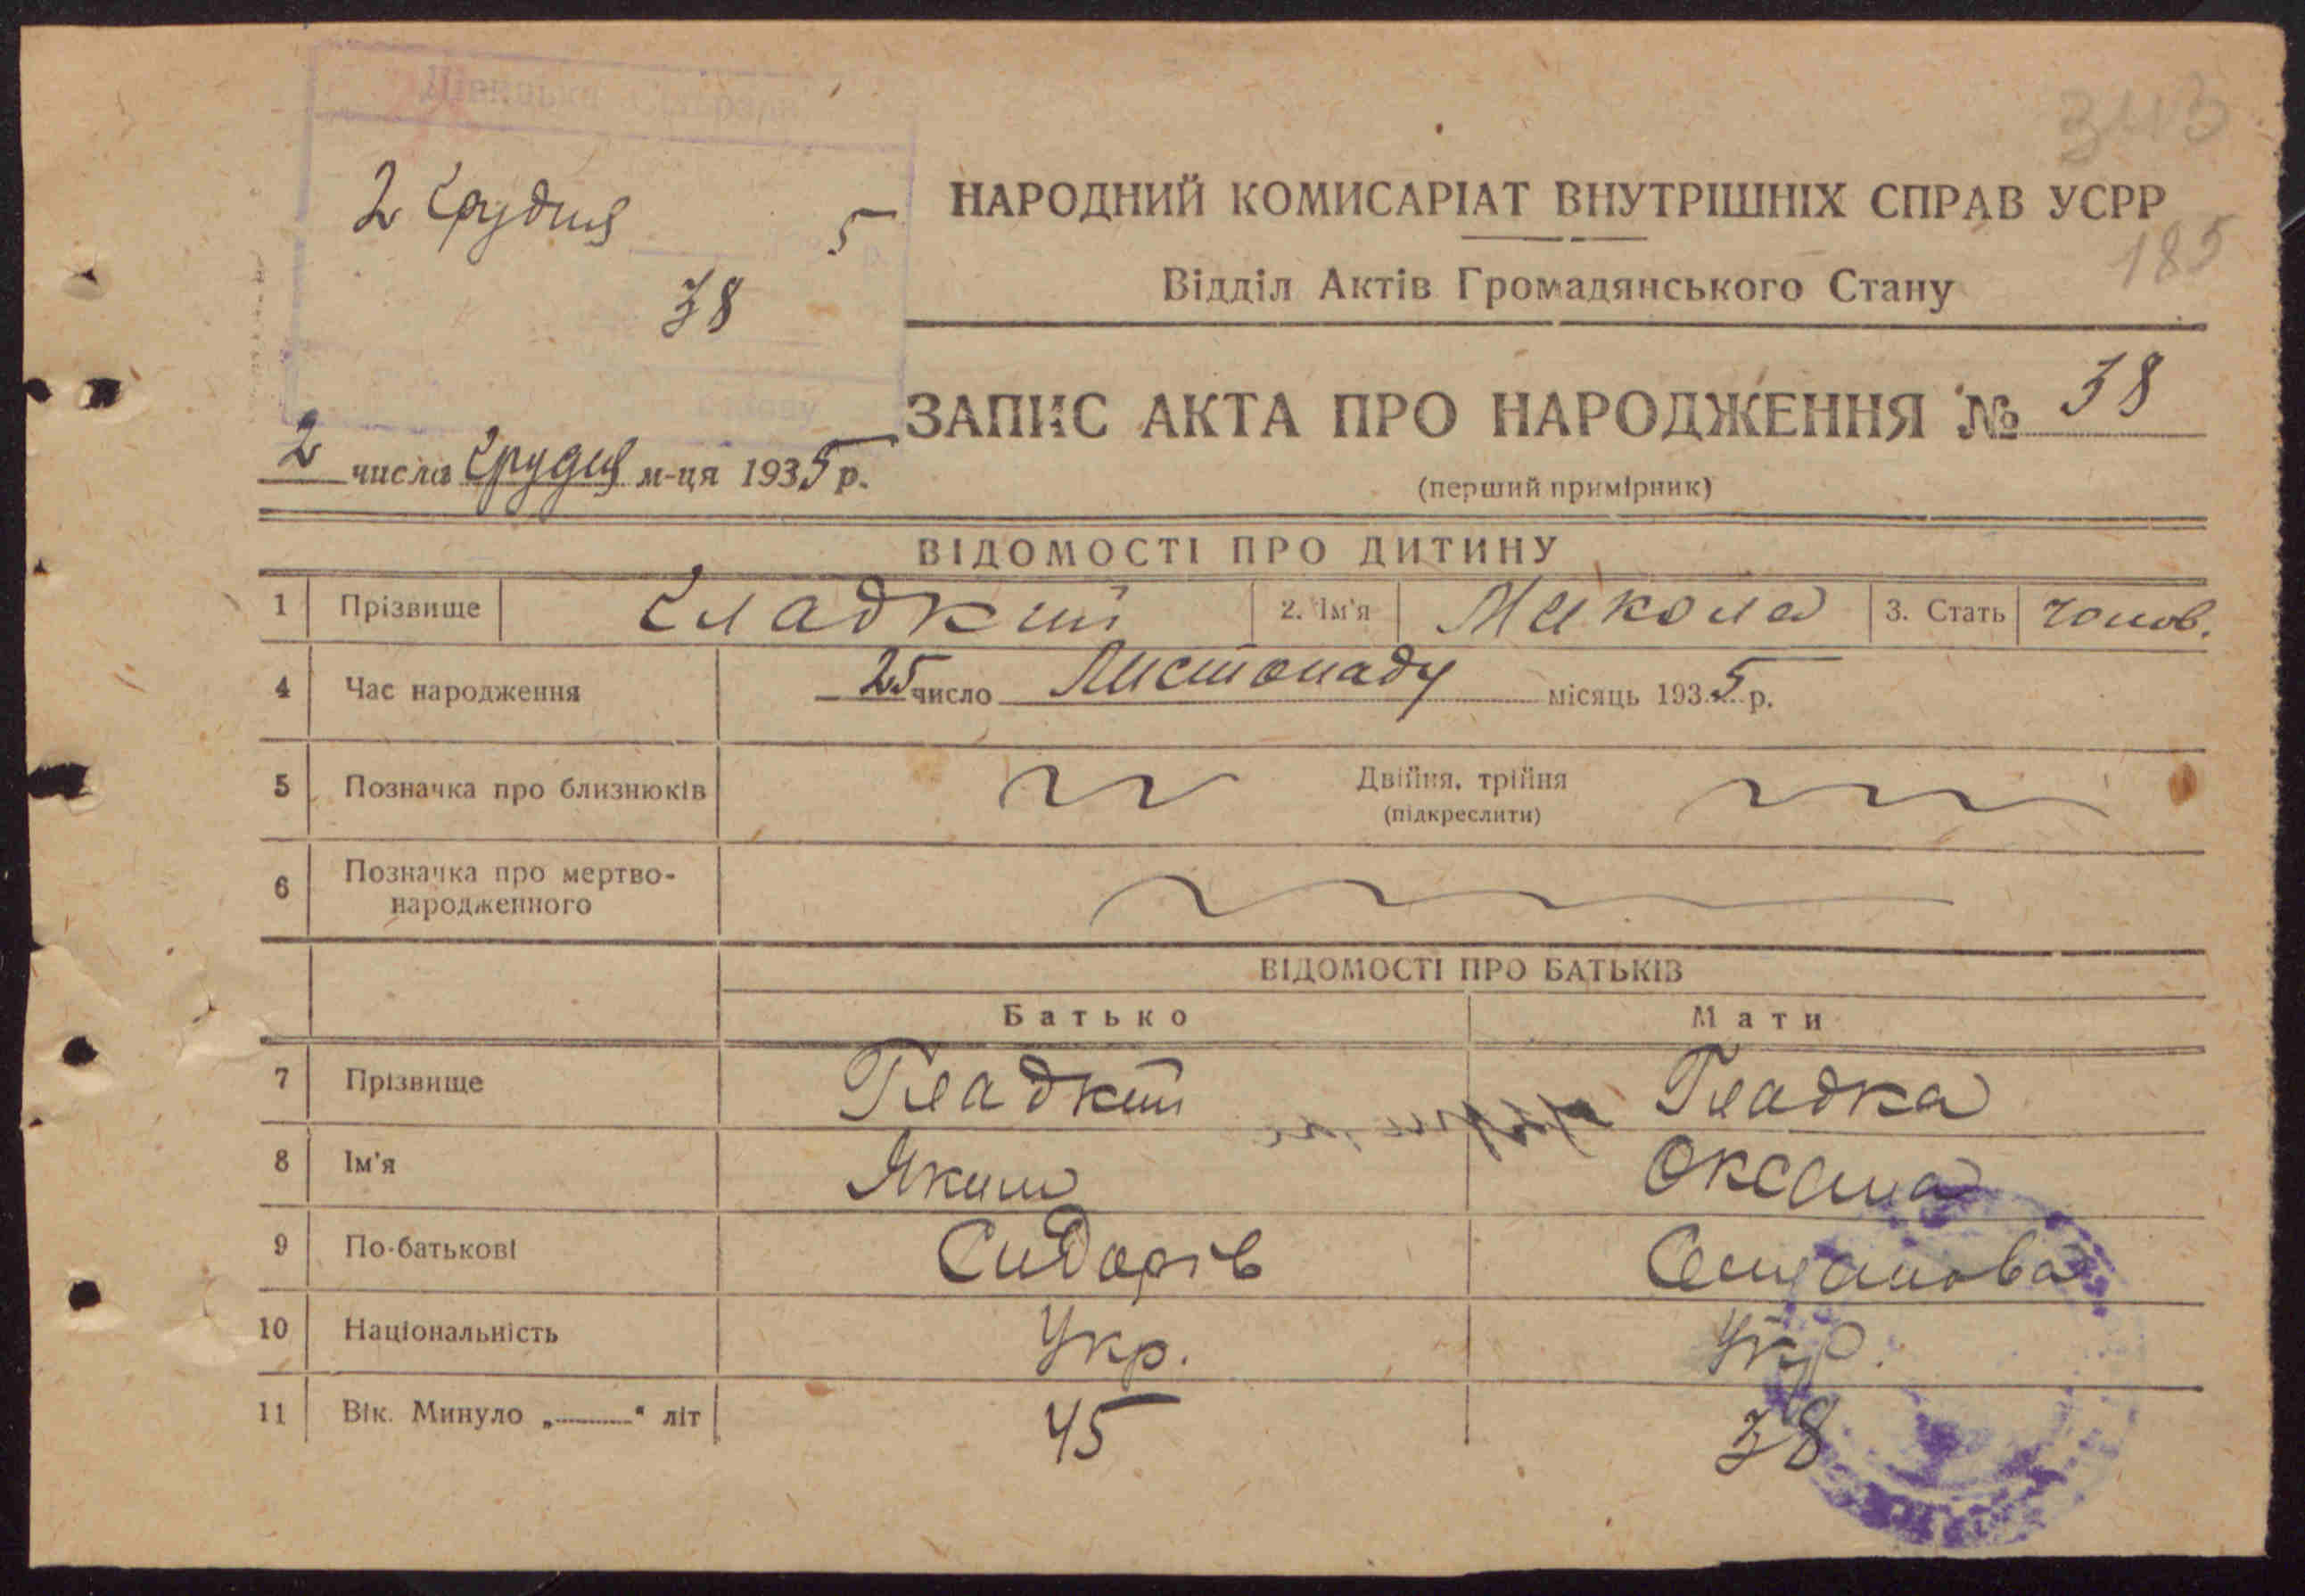 343
2 Грудня 5
38
НАРОДНИЙ КОМИСАРІАТ ВНУТРІШНІХ СПРАВ УСРР
185
Відділ Актів Громадянського Стану
ЗАПИС АКТА ПРО НАРОДЖЕННЯ № 38
2 числа Грудня м-ця 1935 р.
(перший примірник)
ВІДОМОСТІ ПРО ДИТИНУ
1 Прізвище Гладкий 2. Ім'я Микола 3. Стать чолов.
4 Час народження 25 число Листопаду місяць 1935 р.
5 Позначка про близнюків Двійня, трійня
(підкреслити)
6 Позначка про мертво-
народженного
ВІДОМОСТІ ПРО БАТЬКІВ
Батько Мати
7 Прізвище Гладкий Гладка
8 Ім'я Яким Оксана
9 По-батькові Сидорів
10 Національність Укр. Укр.
11 Вік. Минуло „ “ літ 45 38